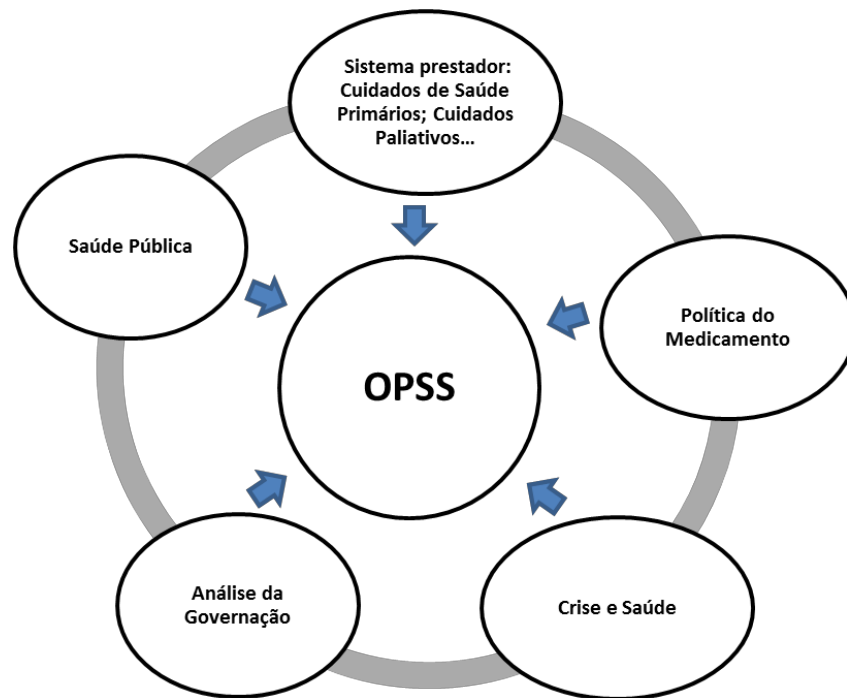 Sistema prestador:
Cuidados de Saúde
Primários; Cuidados
Paliativos...
Saúde Pública
Política do
Medicamento
OPSS
Análise da
Governação
Crise e Saúde